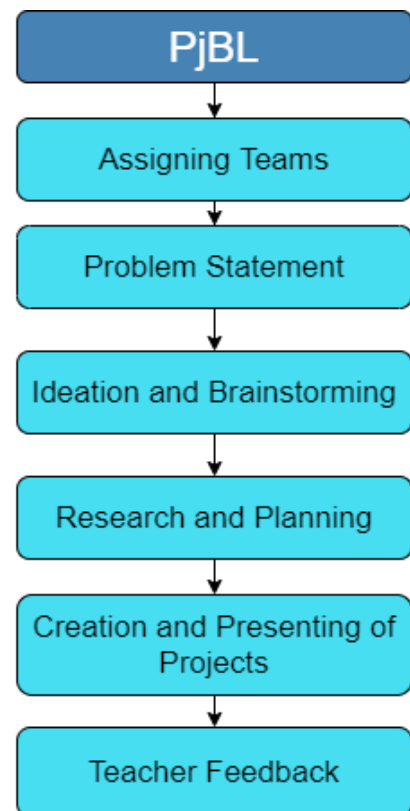 PjBL
Assigning Teams
Problem Statement
Ideation and Brainstorming
Research and Planning
Creation and Presenting of
Projects
Teacher Feedback